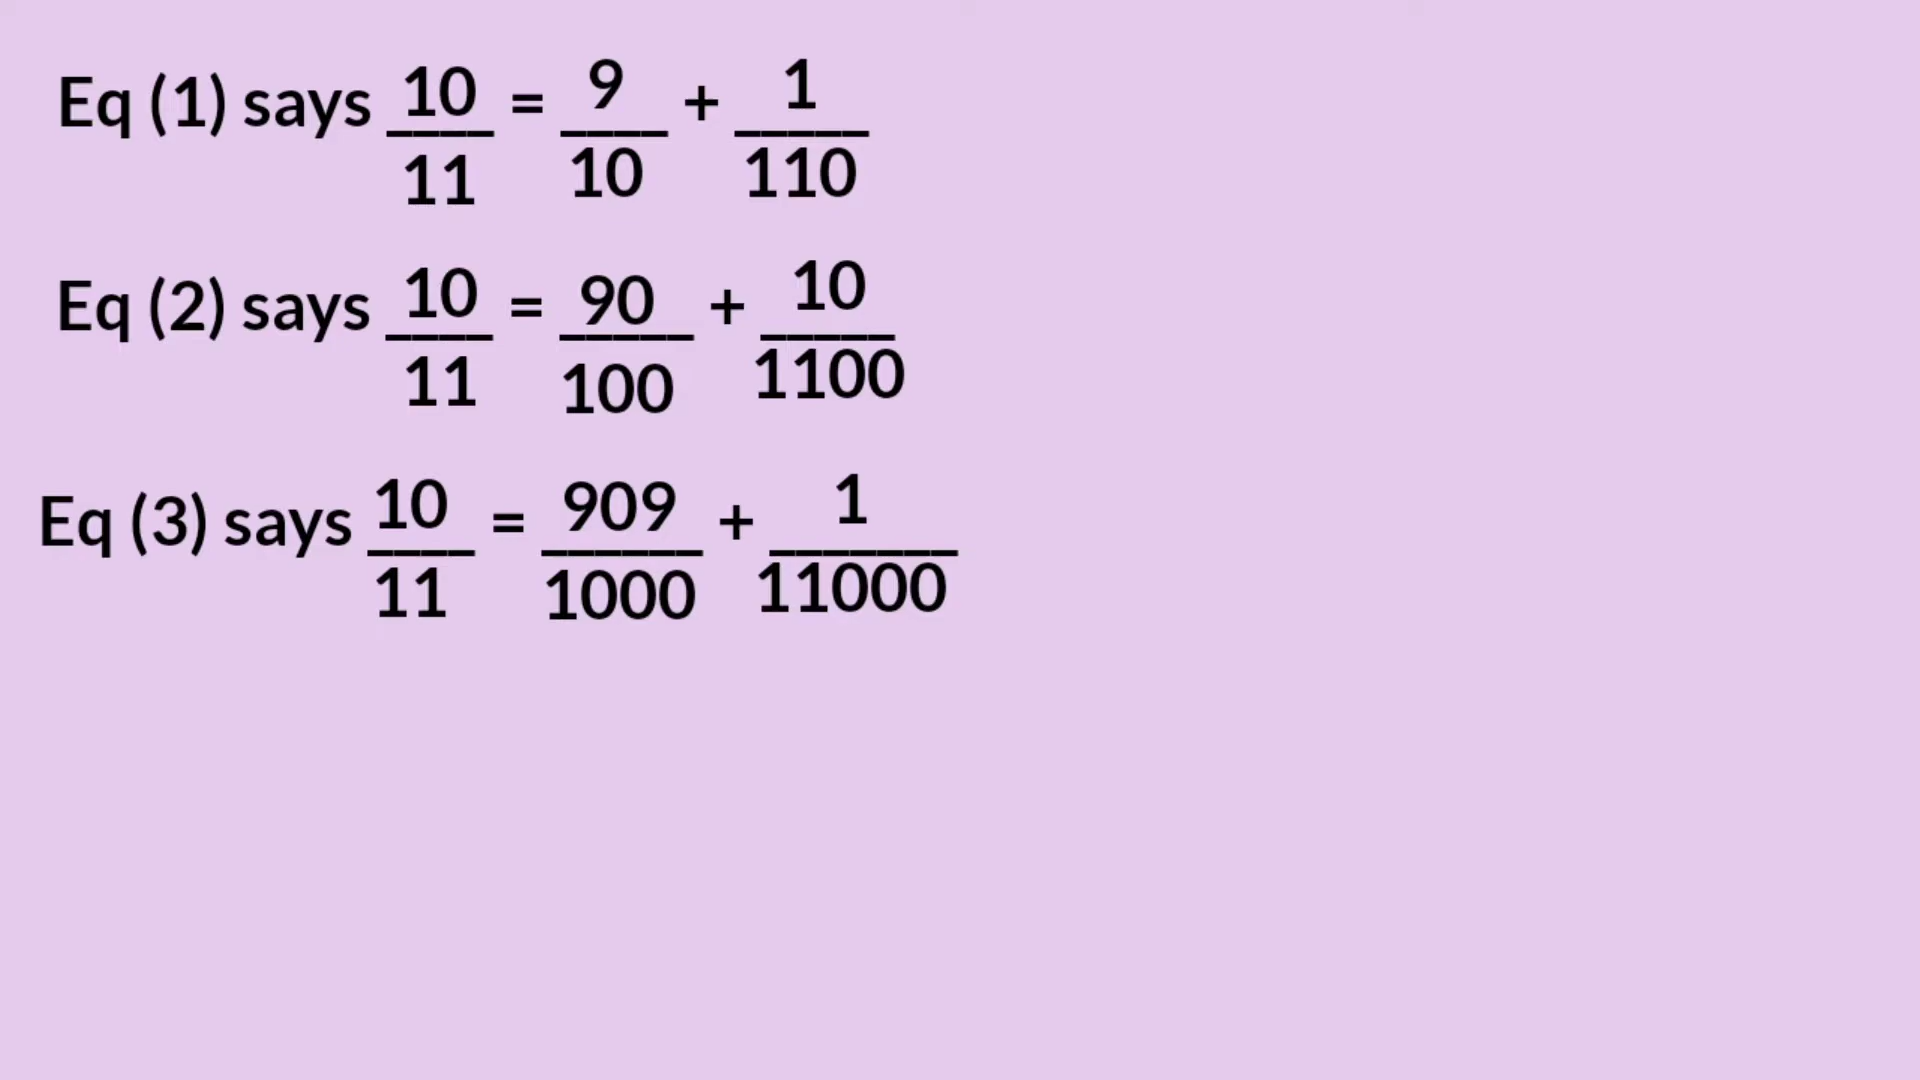 Eq (1) says 10/11 = 9/10 + 1/110
Eq (2) says 10/11 = 90/100 + 10/1100
Eq (3) says 10/11 = 909/1000 + 1/11000